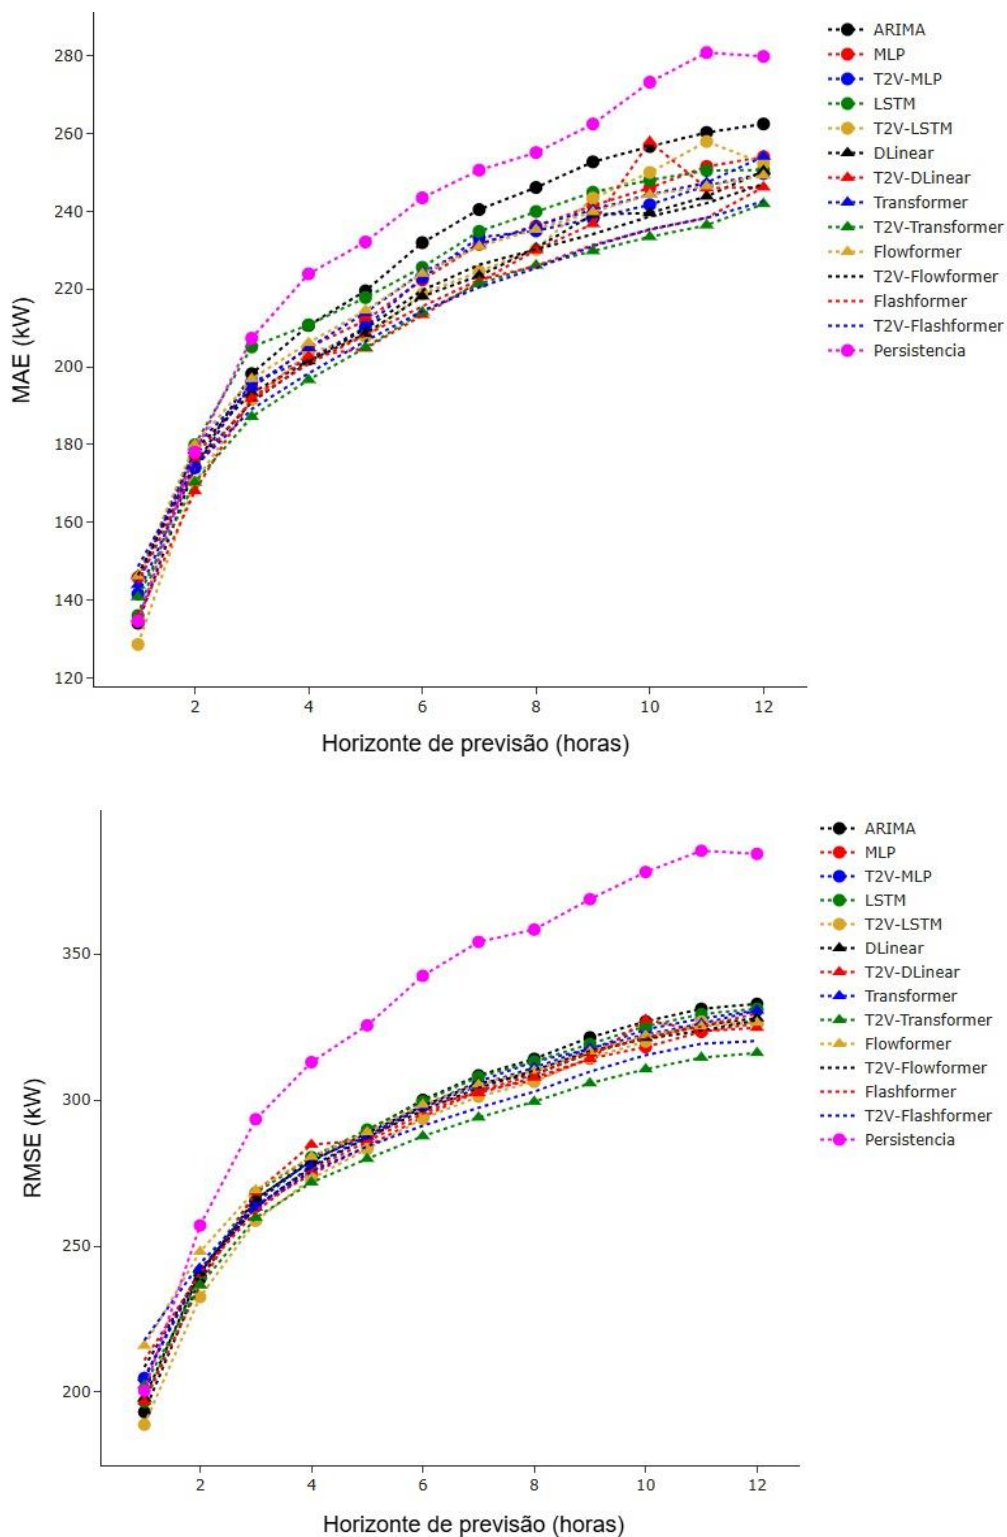 280
260
240
220
200
180
160
140
120
MAE (kW)
2 4 6 8 10 12
Horizonte de previsão (horas)
ARIMA
MLP
T2V-MLP
LSTM
T2V-LSTM
DLinear
T2V-DLinear
Transformer
T2V-Transformer
Flowformer
T2V-Flowformer
Flashformer
T2V-Flashformer
Persistencia
350
300
250
200
RMSE (kW)
2 4 6 8 10 12
Horizonte de previsão (horas)
ARIMA
MLP
T2V-MLP
LSTM
T2V-LSTM
DLinear
T2V-DLinear
Transformer
T2V-Transformer
Flowformer
T2V-Flowformer
Flashformer
T2V-Flashformer
Persistencia